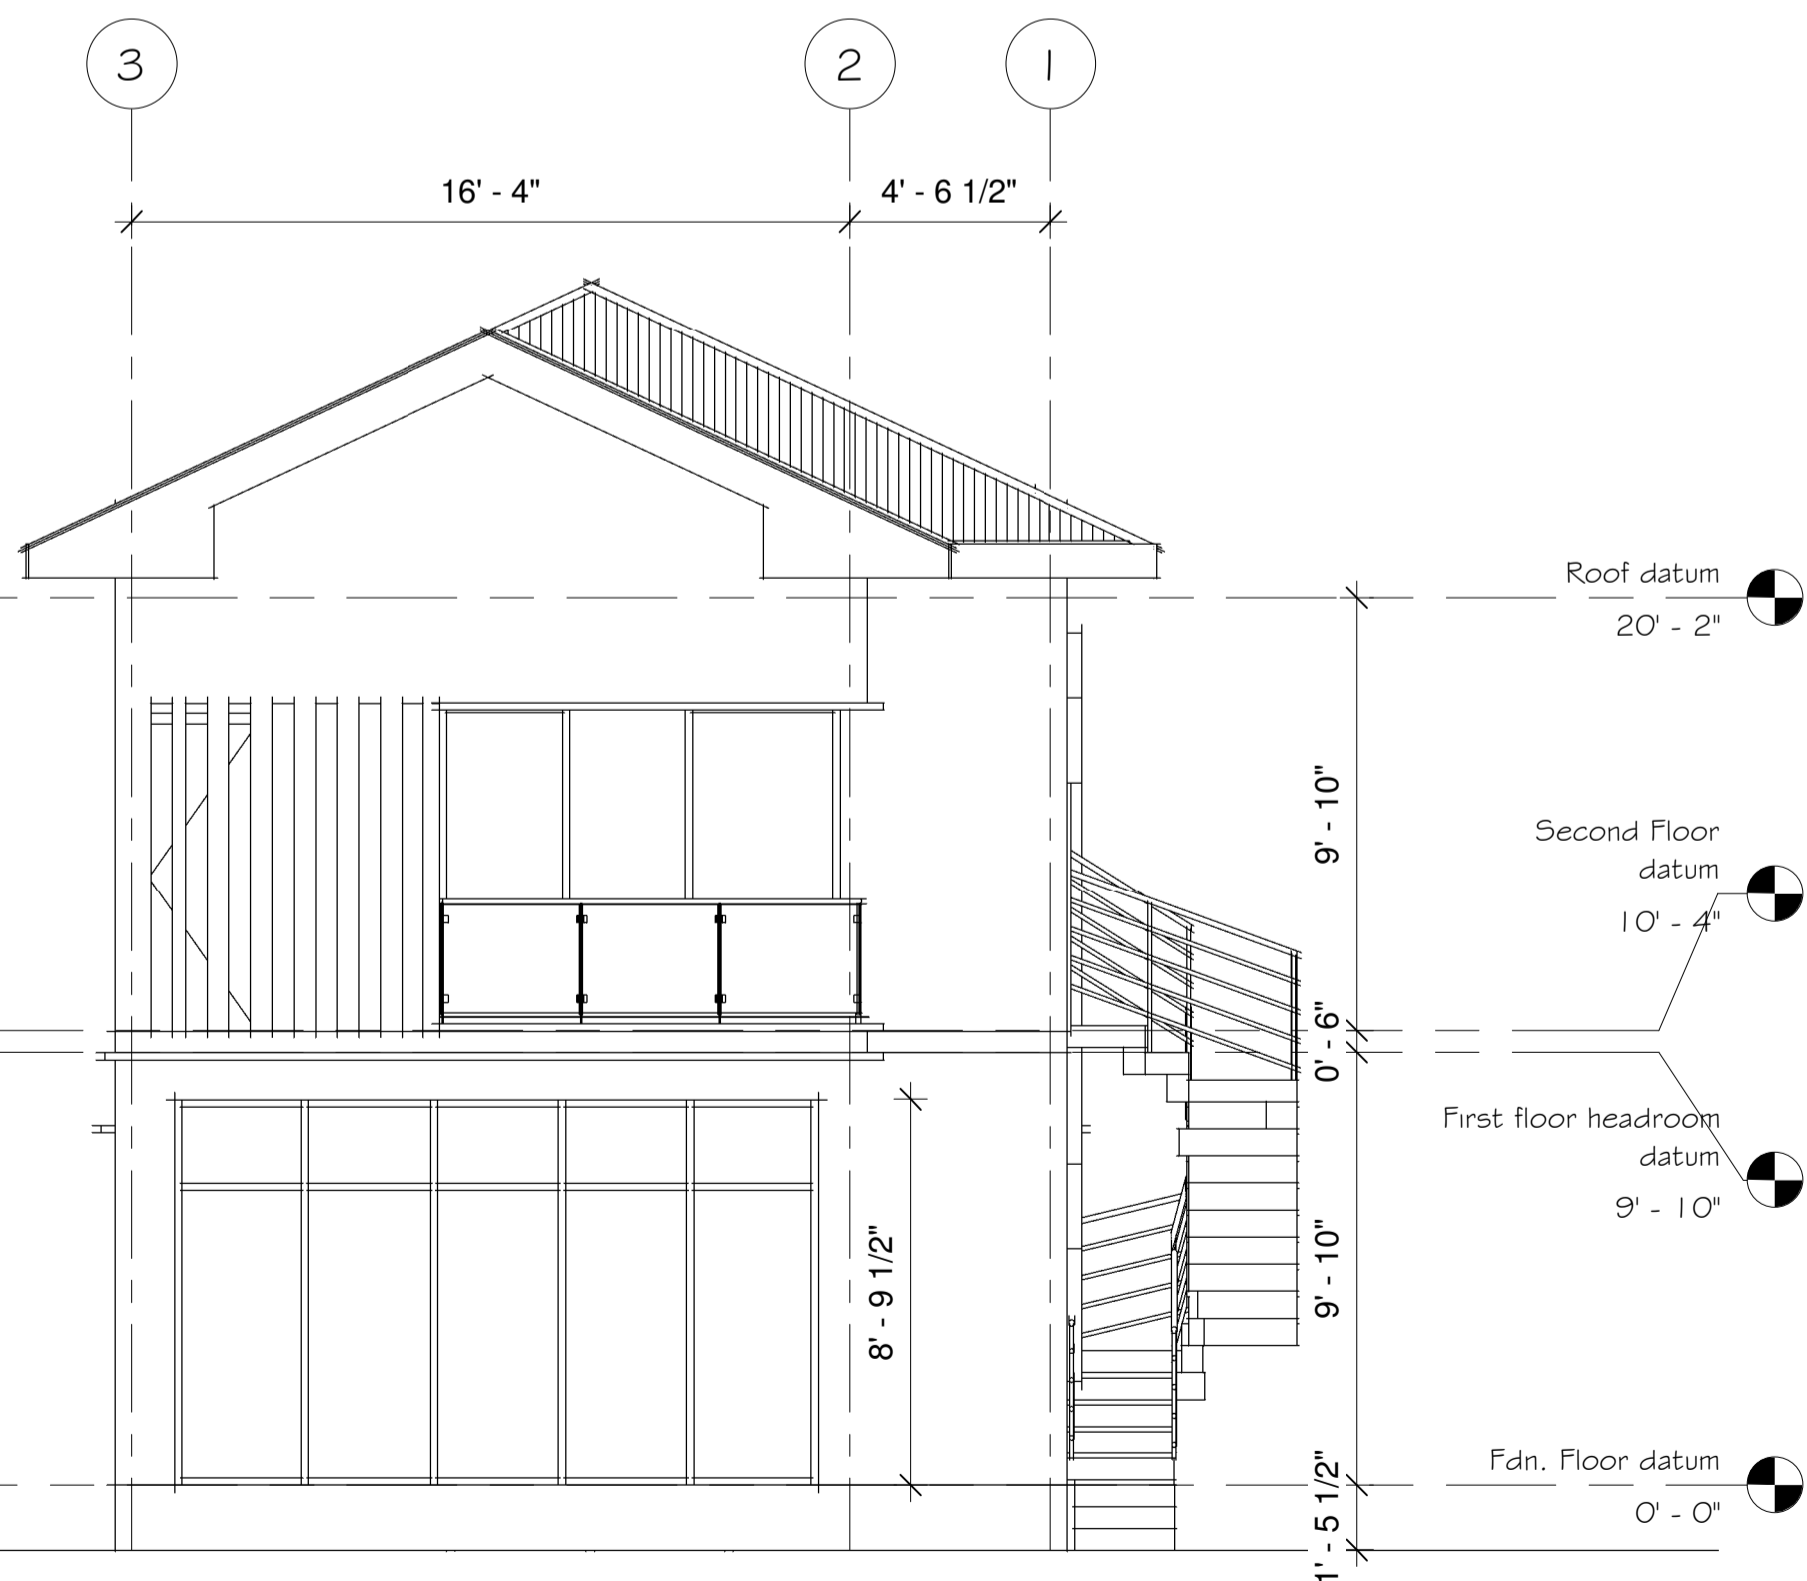 3
2
1
16' - 4"
4' - 6 1/2"
Roof datum
20' - 2"
9' - 10"
Second Floor
datum
10' - 4"
0' - 6"
First floor headroom
datum
9' - 10"
9' - 10"
8' - 9 1/2"
Fdn. Floor datum
0' - 0"
1' - 5 1/2"